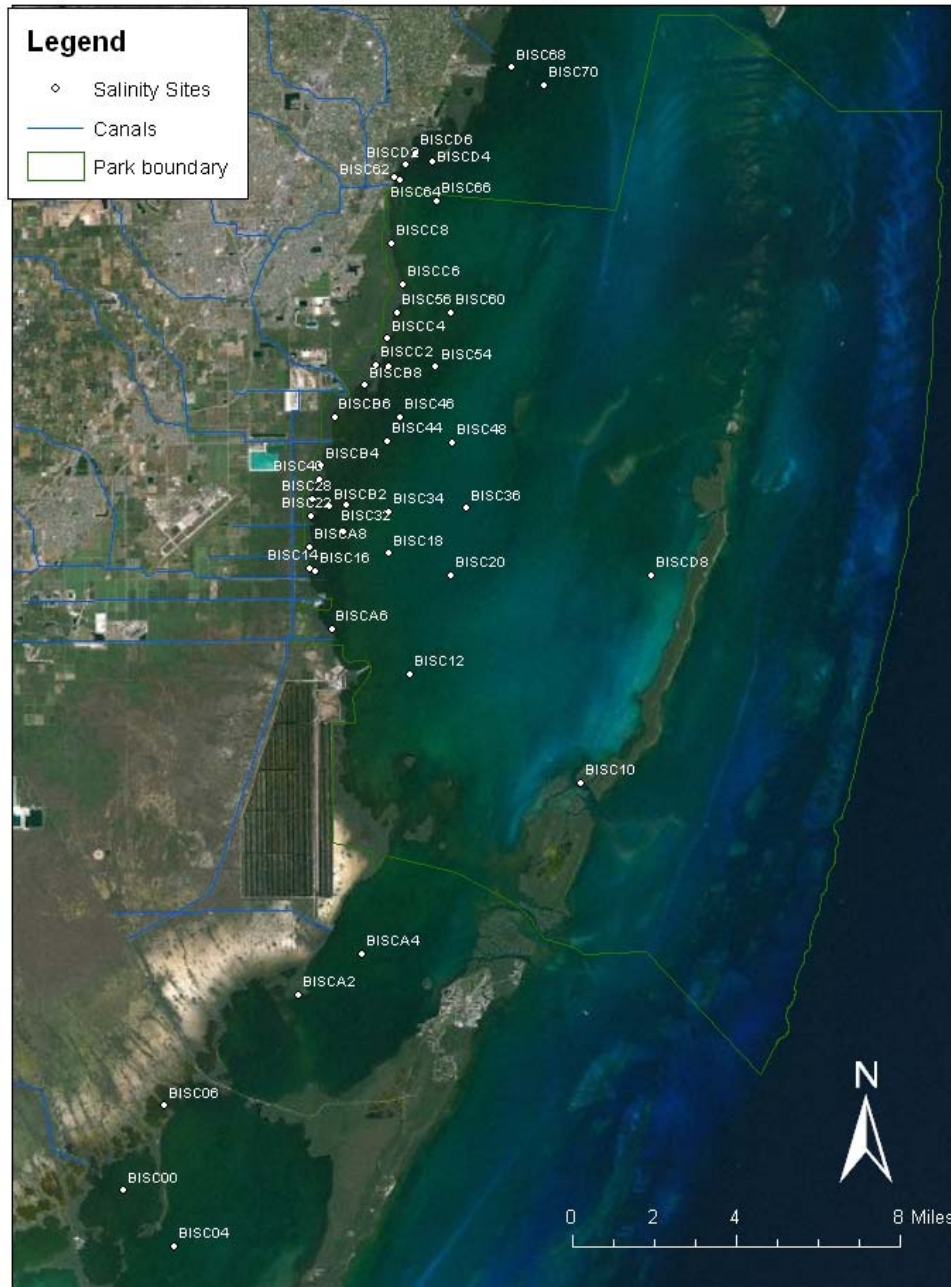 Legend
Salinity Sites
Canals
Park boundary
BISC68
BISC70
BISCD6
BISCD2
BISCD4
BISC62
BISC64
BISC66
BISCC8
BISCC6
BISC56
BISC60
BISCC4
BISCC2
BISC54
BISCB8
BISCB6
BISC46
BISC44
BISC48
BISCB4
BISC40
BISC28
BISCB2
BISC34
BISC36
BISC22
BISC32
BISCA8
BISC18
BISC14
BISC16
BISC20
BISCD8
BISCA6
BISC12
BISC10
BISCA4
BISCA2
BISC06
BISC00
BISC04
N
0 2 4 8 Miles